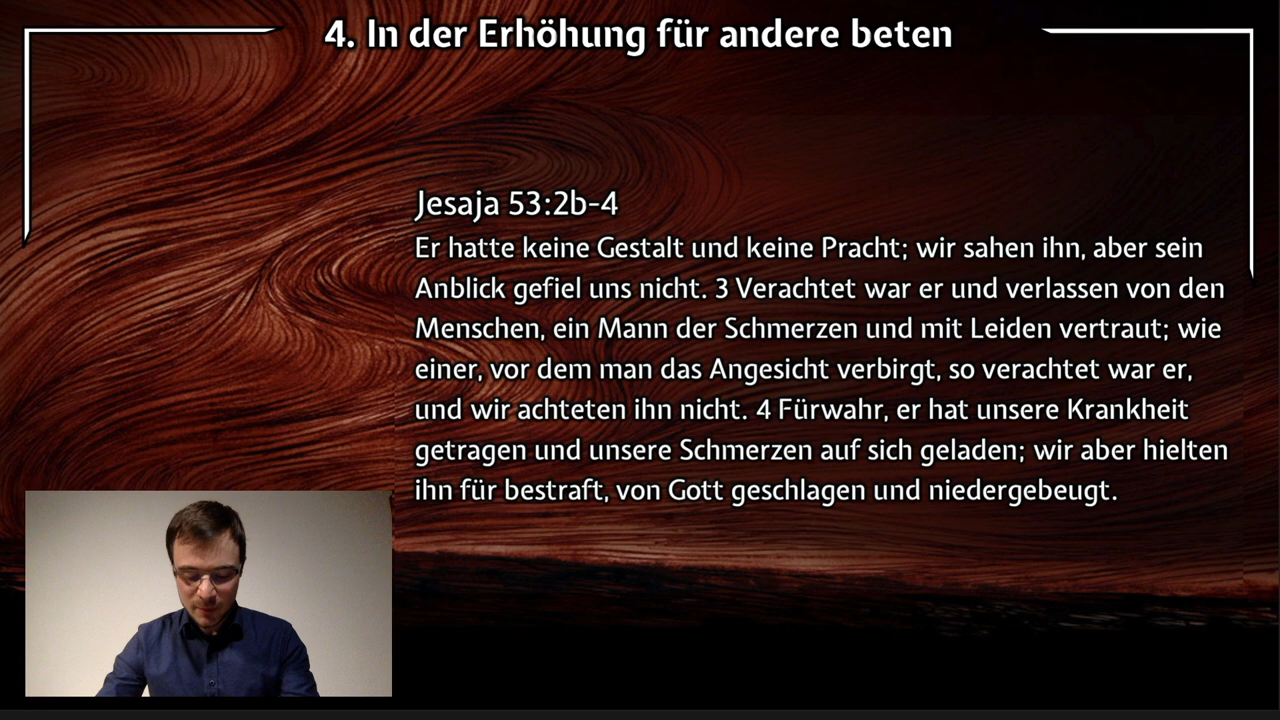 4. In der Erhöhung für andere beten
Jesaja 53:2b-4
Er hatte keine Gestalt und keine Pracht; wir sahen ihn, aber sein
Anblick gefiel uns nicht. 3 Verachtet war er und verlassen von den
Menschen, ein Mann der Schmerzen und mit Leiden vertraut; wie
einer, vor dem man das Angesicht verbirgt, so verachtet war er,
und wir achteten ihn nicht. 4 Fürwahr, er hat unsere Krankheit
getragen und unsere Schmerzen auf sich geladen; wir aber hielten
ihn für bestraft, von Gott geschlagen und niedergebeugt.